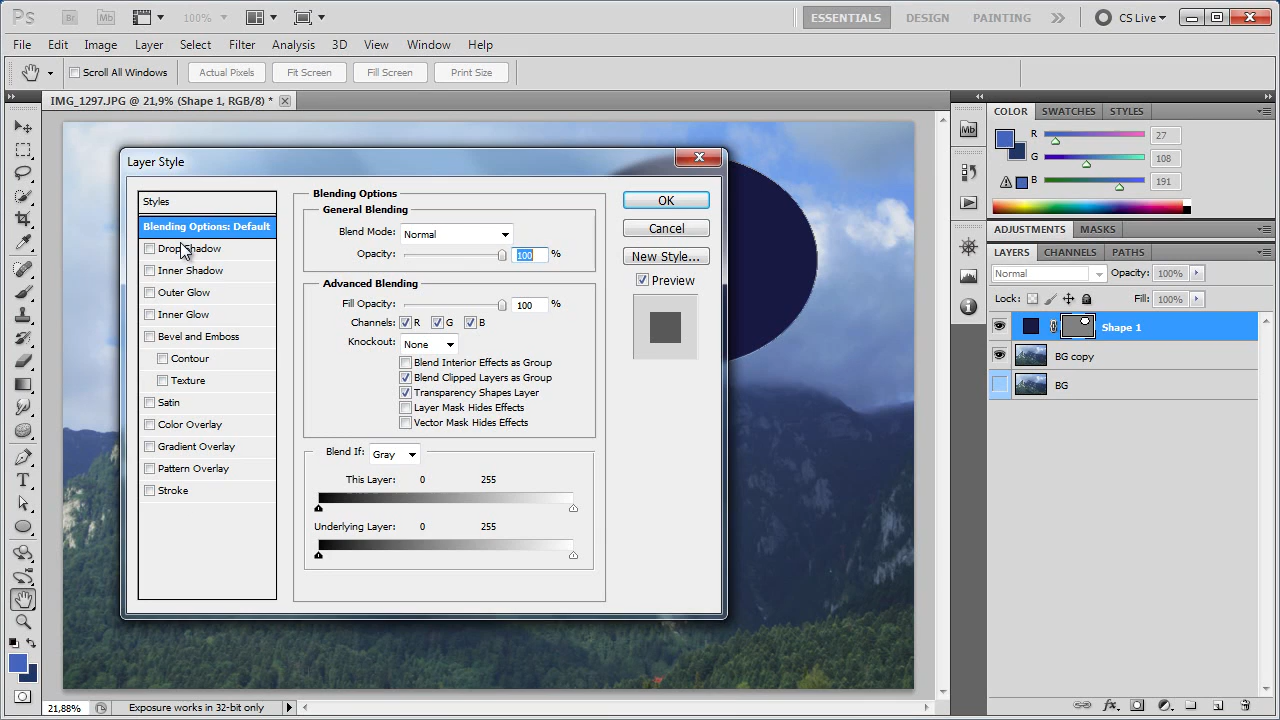 Ps Br Mb 100% ESSENTIALS DESIGN PAINTING CS Live
File Edit Image Layer Select Filter Analysis 3D View Window Help
Scroll All Windows Actual Pixels Fit Screen Fill Screen Print Size
IMG_1297.JPG @ 21,9% (Shape 1, RGB/8) *
Layer Style
Styles
Blending Options: Default
Drop Shadow
Inner Shadow
Outer Glow
Inner Glow
Bevel and Emboss
Contour
Texture
Satin
Color Overlay
Gradient Overlay
Pattern Overlay
Stroke
Blending Options
General Blending
Blend Mode: Normal
Opacity: 100 %
Advanced Blending
Fill Opacity: 100 %
Channels: R G B
Knockout: None
Blend Interior Effects as Group
Blend Clipped Layers as Group
Transparency Shapes Layer
Layer Mask Hides Effects
Vector Mask Hides Effects
Blend If: Gray
This Layer: 0 255
Underlying Layer: 0 255
OK
Cancel
New Style...
Preview
Mb
COLOR SWATCHES STYLES
R 27
G 108
B 191
ADJUSTMENTS MASKS
LAYERS CHANNELS PATHS
Normal Opacity: 100%
Lock: Fill: 100%
Shape 1
BG copy
BG
21,88% Exposure works in 32-bit only